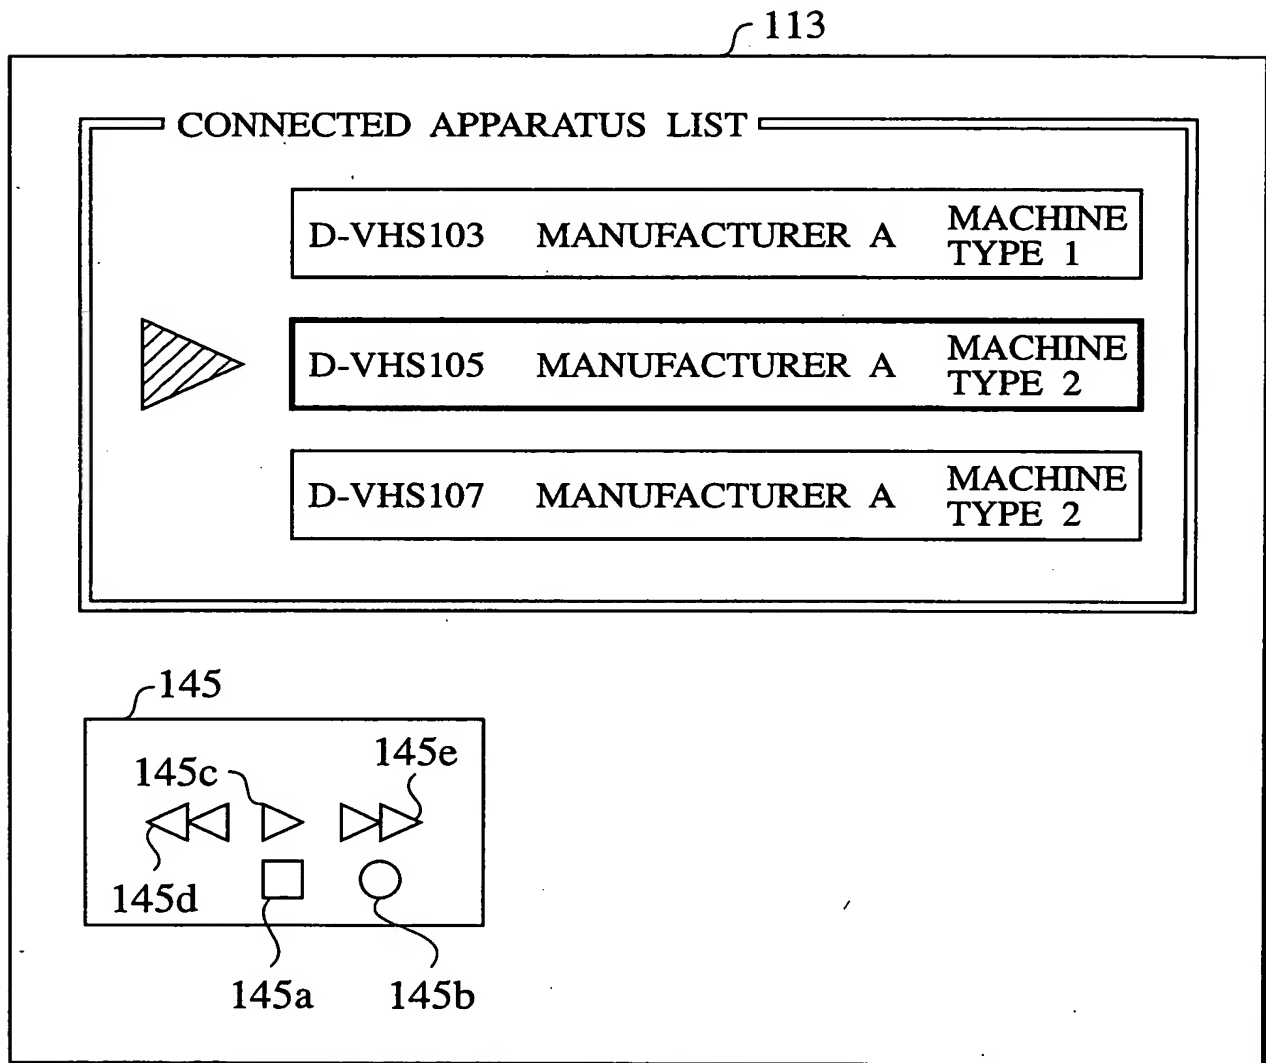 113
CONNECTED APPARATUS LIST
D-VHS103 MANUFACTURER A MACHINE TYPE 1
D-VHS105 MANUFACTURER A MACHINE TYPE 2
D-VHS107 MANUFACTURER A MACHINE TYPE 2
145
145c 145e
145d
145a 145b